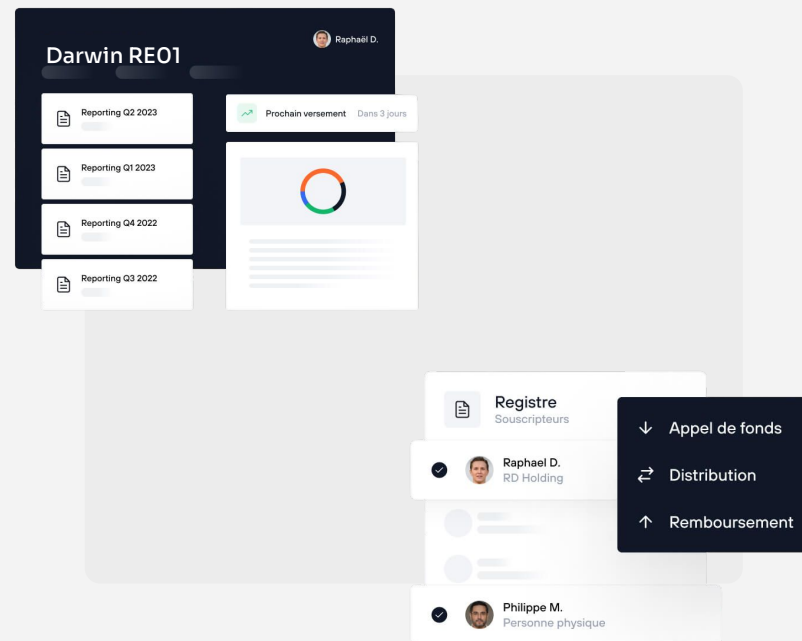 Darwin RE01
Raphaël D.
Reporting Q2 2023
Reporting Q1 2023
Reporting Q4 2022
Reporting Q3 2022
Prochain versement Dans 3 jours
Registre
Souscripteurs
Raphael D.
RD Holding
Philippe M.
Personne physique
Appel de fonds
Distribution
Remboursement